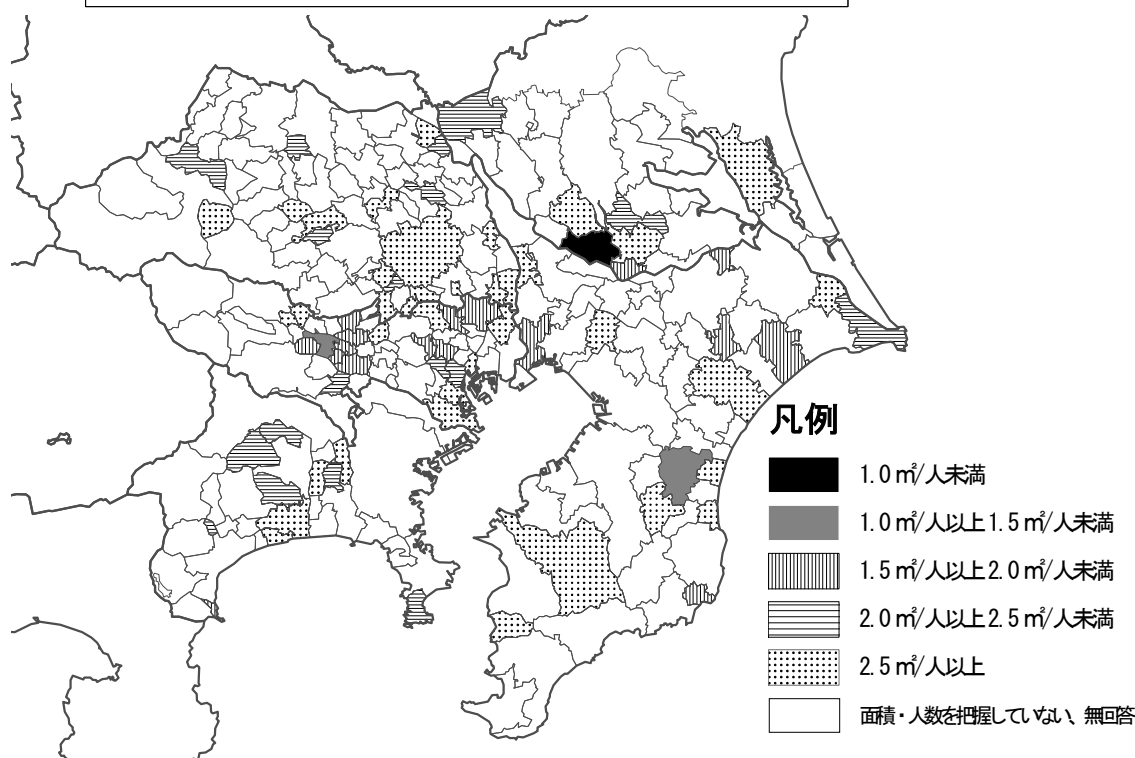 凡例
1.0㎡/人未満
1.0㎡/人以上1.5㎡/人未満
1.5㎡/人以上2.0㎡/人未満
2.0㎡/人以上2.5㎡/人未満
2.5㎡/人以上
面積・人数を把握していない、無回答